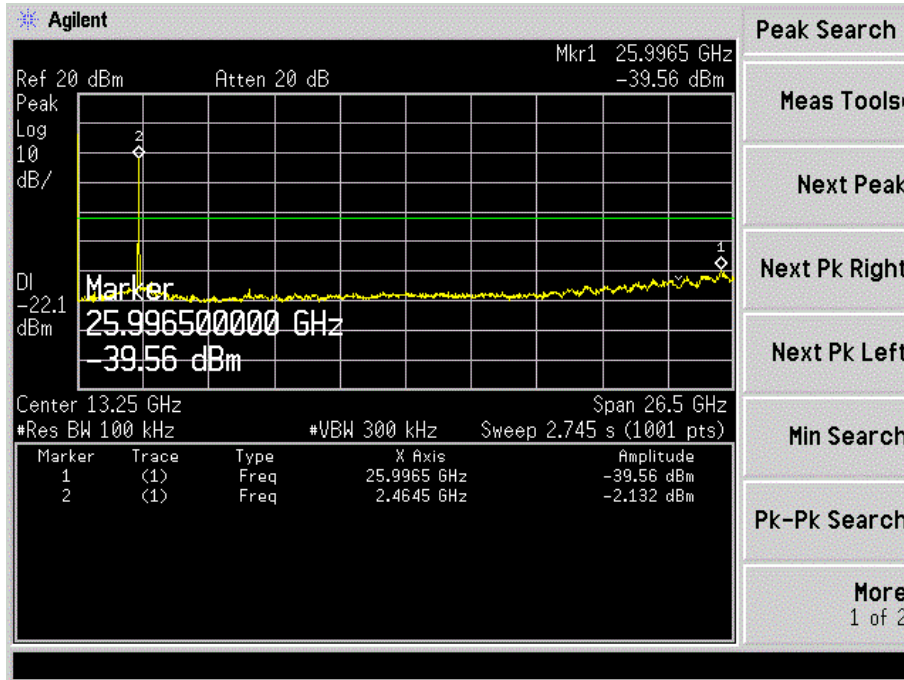 Agilent
Mkr1 25.9965 GHz
Ref 20 dBm Atten 20 dB −39.56 dBm
Peak
Log
10
dB/
2
1
DI
−22.1
dBm
Marker
25.996500000 GHz
−39.56 dBm
Center 13.25 GHz Span 26.5 GHz
#Res BW 100 kHz #VBW 300 kHz Sweep 2.745 s (1001 pts)
Marker Trace Type X Axis Amplitude
1 (1) Freq 25.9965 GHz −39.56 dBm
2 (1) Freq 2.4645 GHz −2.132 dBm
Peak Search
Meas Tools
Next Peak
Next Pk Right
Next Pk Left
Min Search
Pk-Pk Search
More
1 of 2